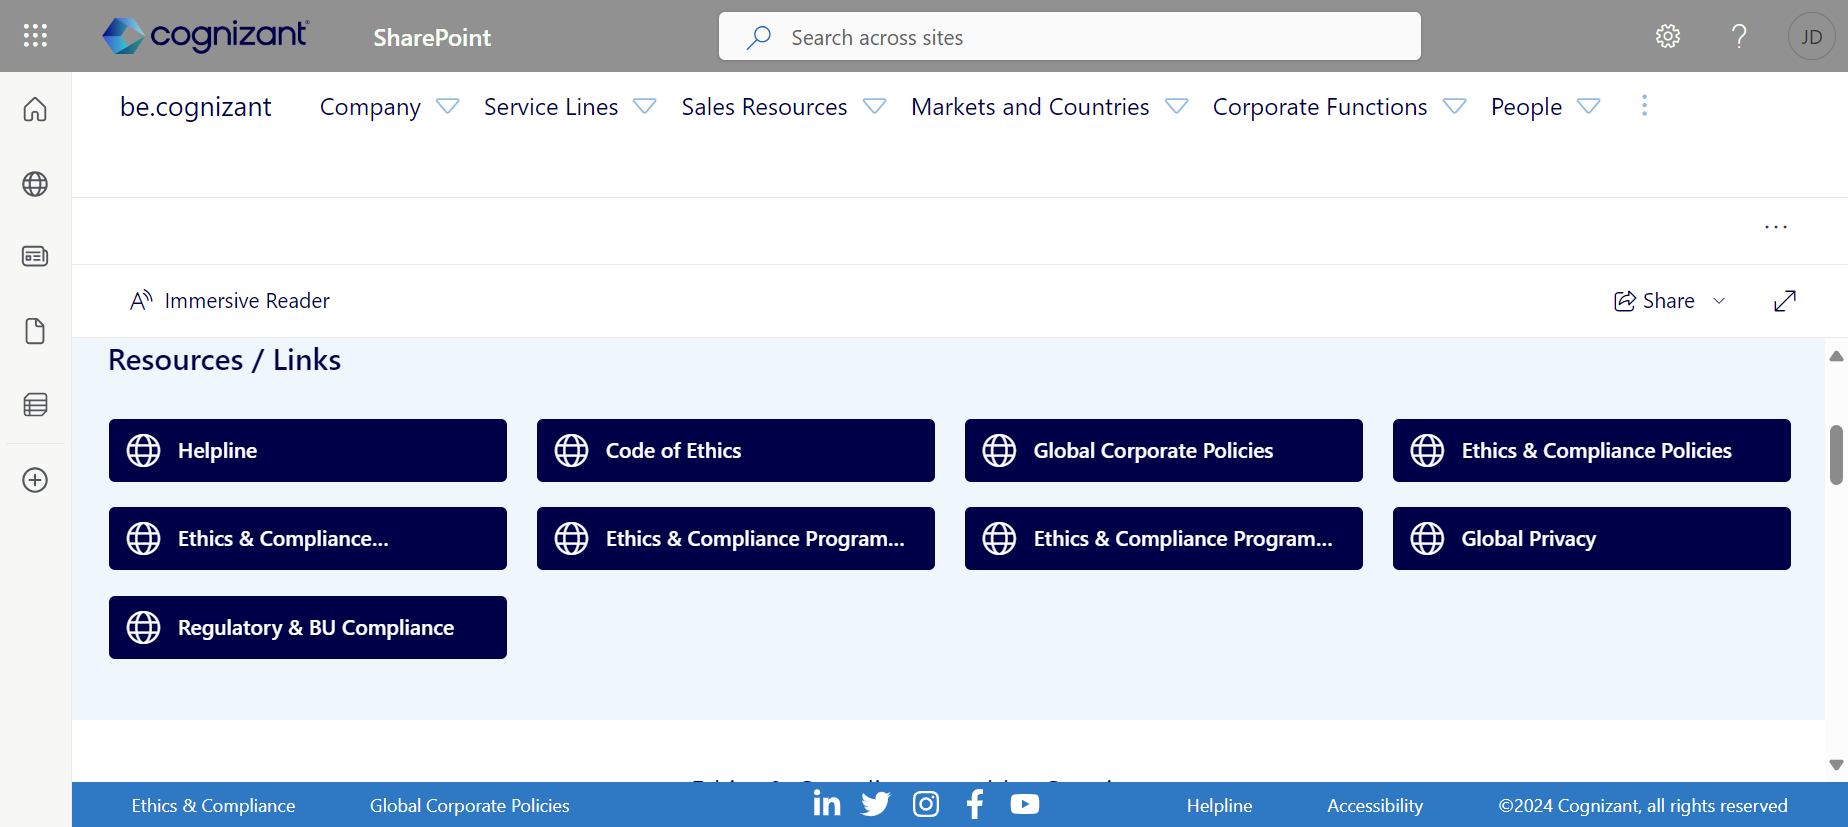 cognizant
SharePoint
Search across sites
JD
be.cognizant
Company
Service Lines
Sales Resources
Markets and Countries
Corporate Functions
People
Immersive Reader
Share
Resources / Links
Helpline
Code of Ethics
Global Corporate Policies
Ethics & Compliance Policies
Ethics & Compliance...
Ethics & Compliance Program...
Ethics & Compliance Program...
Global Privacy
Regulatory & BU Compliance
Ethics & Compliance
Global Corporate Policies
Helpline
Accessibility
©2024 Cognizant, all rights reserved